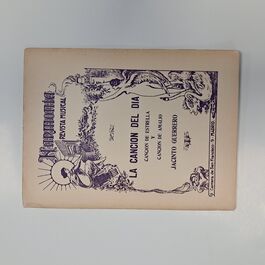 Harmonia
REVISTA MUSICAL
LA CANCION DEL DIA
CANCION DE ESTRELLA
Y
CANCION DE AMALIO
JACINTO GUERRERO
MADRID